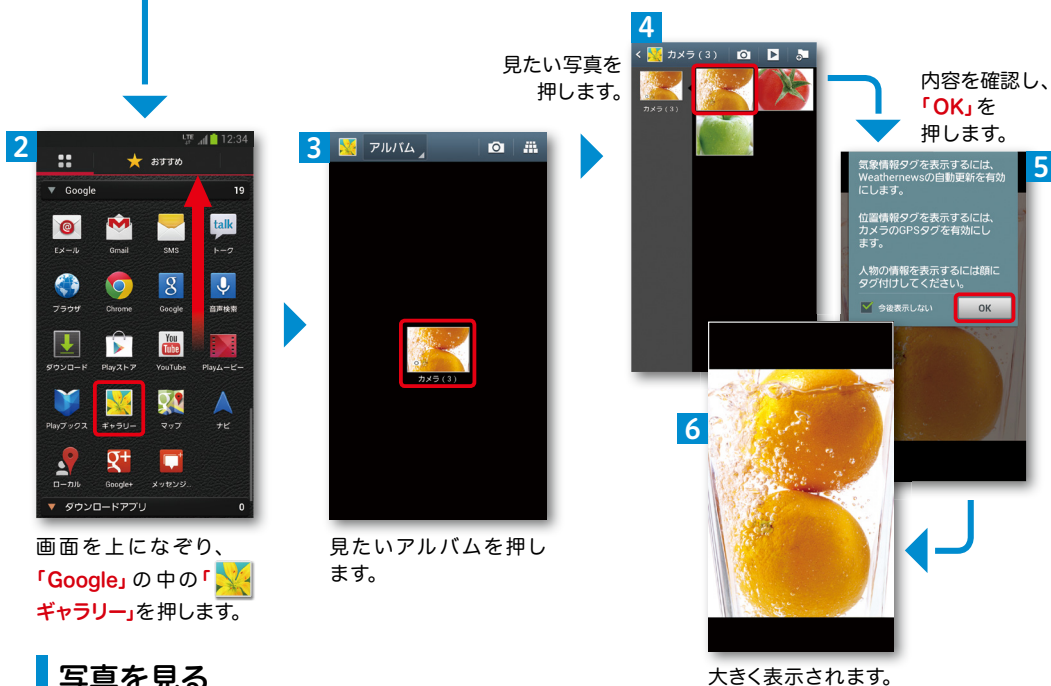 2
LTE 12:34
おすすめ
Google 19
Eメール Gmail SMS talk トーク
ブラウザ Chrome 8 Google 音声検索
ダウンロード Playストア You Tube YouTube Playムービー
Playブックス ギャラリー マップ ナビ
ローカル g+ Google+ メッセンジ..
ダウンロードアプリ 0
画面を上になぞり、
「Google」の中の「
ギャラリー」を押します。
3
アルバム
カメラ(3)
見たいアルバムを押し
ます。
4
見たい写真を
押します。
カメラ(3)
カメラ(3)
内容を確認し、
「OK」を
押します。
5
気象情報タグを表示するには、
Weathernewsの自動更新を有効
にします。
位置情報タグを表示するには、
カメラのGPSタグを有効にし
ます。
人物の情報を表示するには顔に
タグ付けしてください。
今後表示しない OK
6
大きく表示されます。
写真を見る